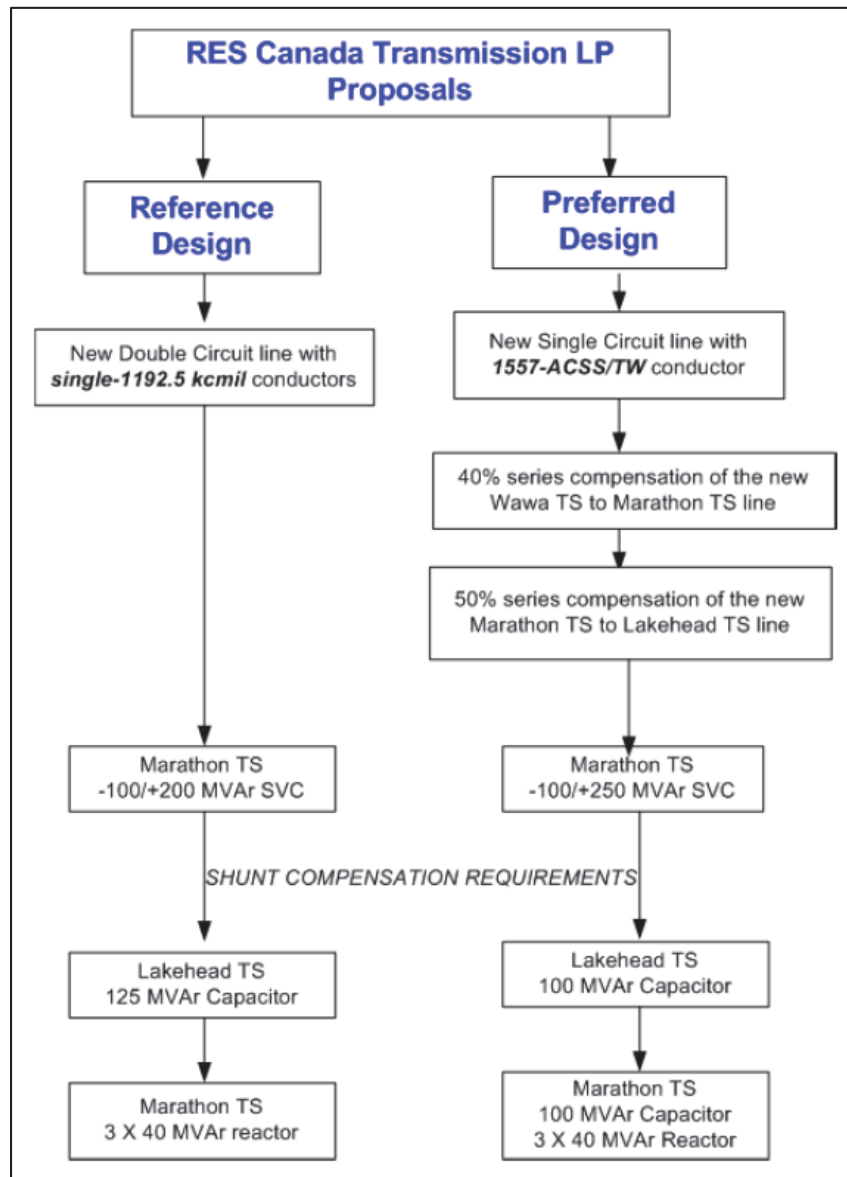 RES Canada Transmission LP
Proposals
Reference
Design
Preferred
Design
New Double Circuit line with
single-1192.5 kcmil conductors
New Single Circuit line with
1557-ACSS/TW conductor
40% series compensation of the new
Wawa TS to Marathon TS line
50% series compensation of the new
Marathon TS to Lakehead TS line
Marathon TS
-100/+200 MVAr SVC
Marathon TS
-100/+250 MVAr SVC
SHUNT COMPENSATION REQUIREMENTS
Lakehead TS
125 MVAr Capacitor
Lakehead TS
100 MVAr Capacitor
Marathon TS
3 X 40 MVAr reactor
Marathon TS
100 MVAr Capacitor
3 X 40 MVAr Reactor